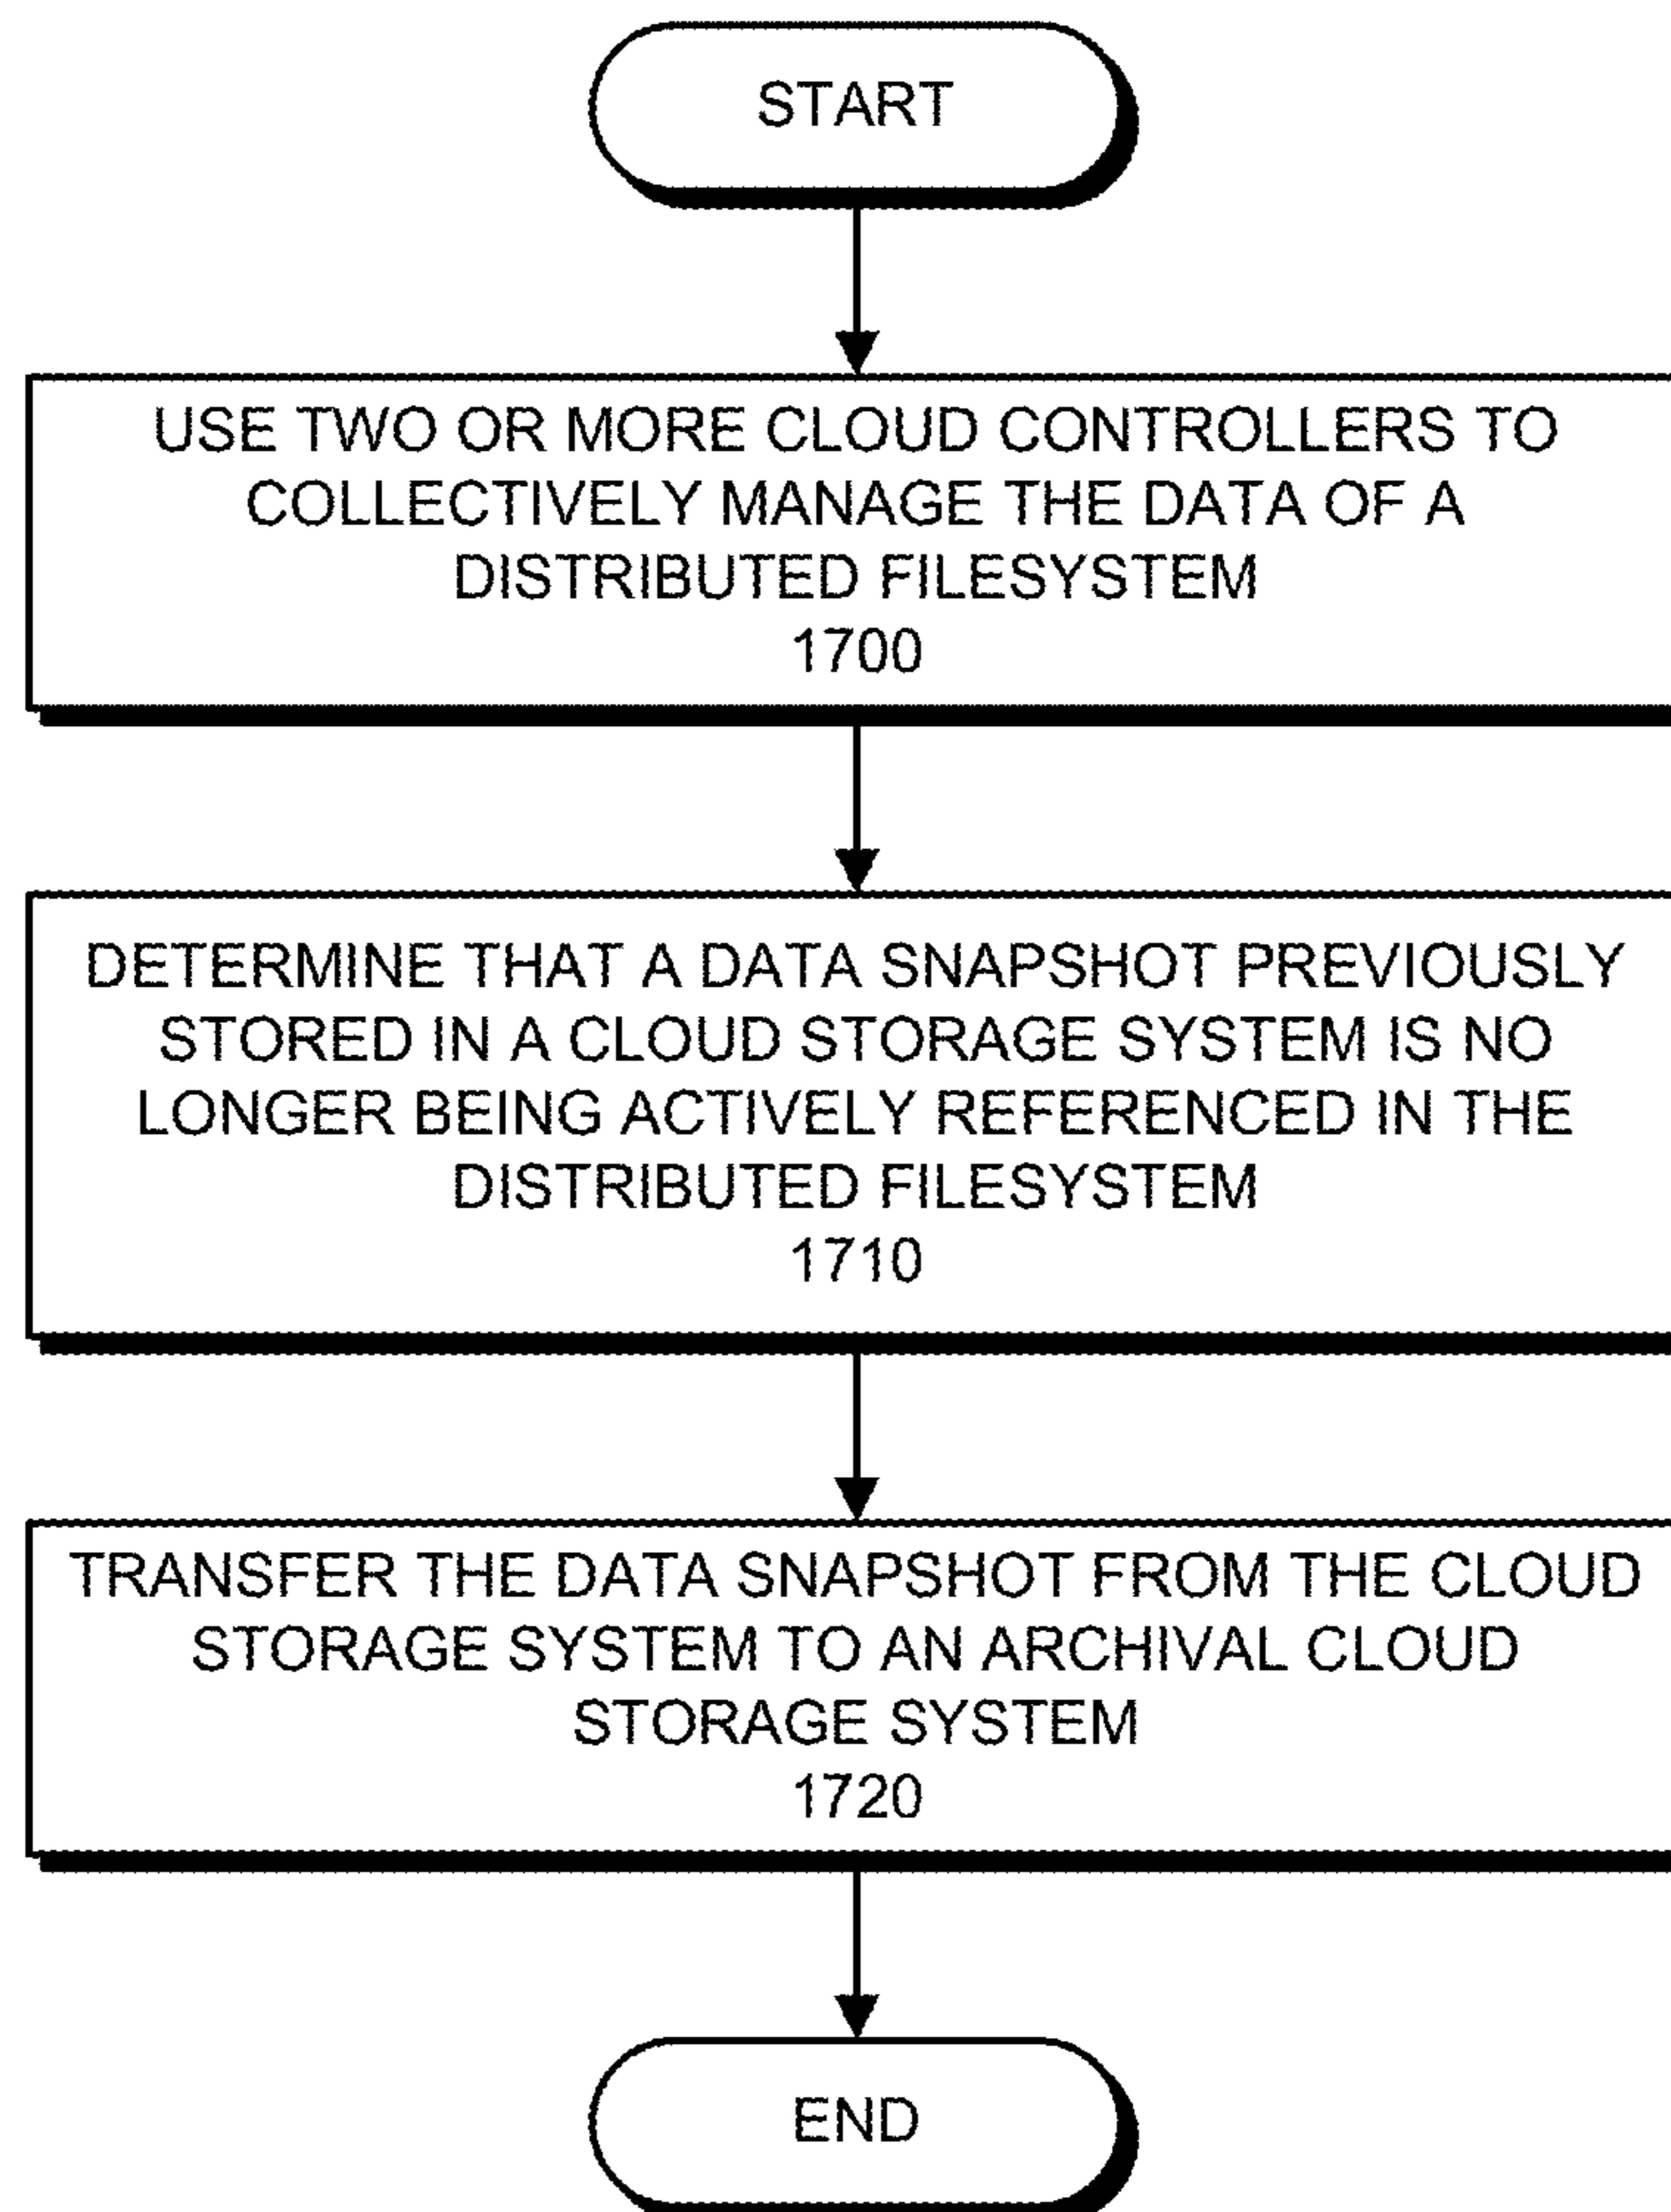 START
USE TWO OR MORE CLOUD CONTROLLERS TO
COLLECTIVELY MANAGE THE DATA OF A
DISTRIBUTED FILESYSTEM
1700
DETERMINE THAT A DATA SNAPSHOT PREVIOUSLY
STORED IN A CLOUD STORAGE SYSTEM IS NO
LONGER BEING ACTIVELY REFERENCED IN THE
DISTRIBUTED FILESYSTEM
1710
TRANSFER THE DATA SNAPSHOT FROM THE CLOUD
STORAGE SYSTEM TO AN ARCHIVAL CLOUD
STORAGE SYSTEM
1720
END